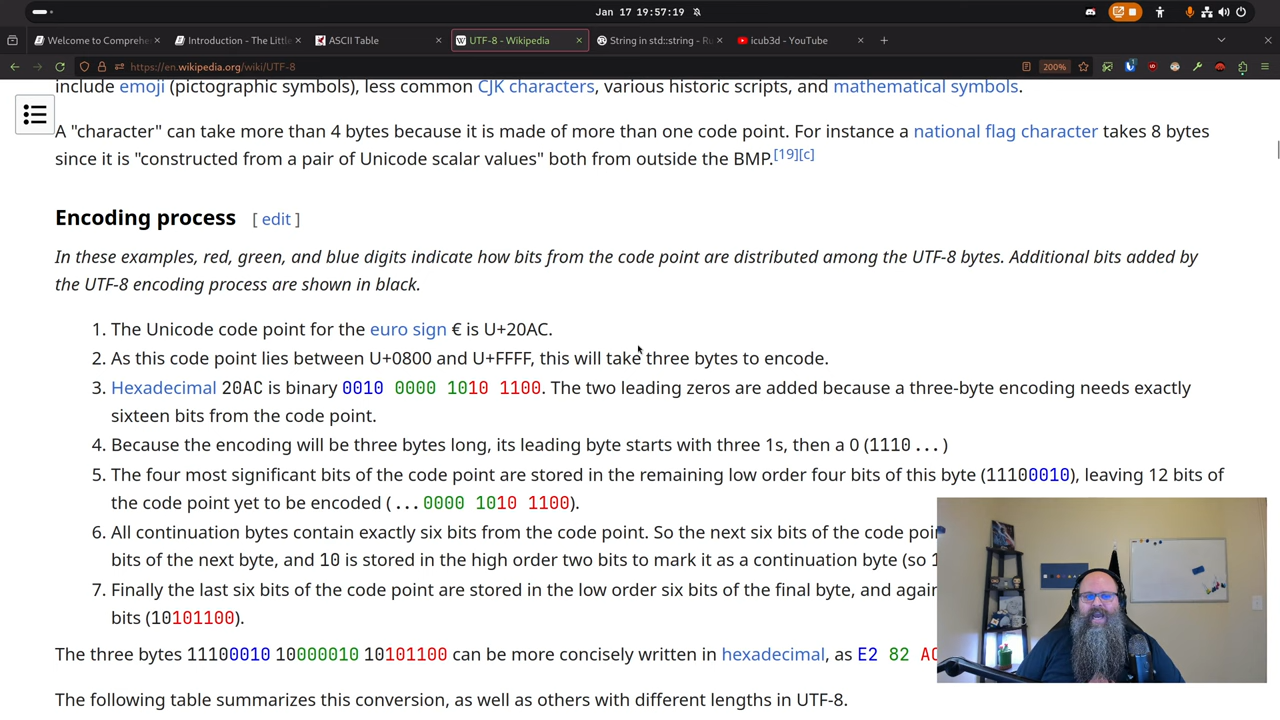 Jan 17 19:57:19
Welcome to Comprehe
Introduction - The Little
ASCII Table
UTF-8 - Wikipedia
String in std::string - Ru
icub3d - YouTube
https://en.wikipedia.org/wiki/UTF-8
200%
include emoji (pictographic symbols), less common CJK characters, various historic scripts, and mathematical symbols.
A "character" can take more than 4 bytes because it is made of more than one code point. For instance a national flag character takes 8 bytes
since it is "constructed from a pair of Unicode scalar values" both from outside the BMP.[19][c]
Encoding process [ edit ]
In these examples, red, green, and blue digits indicate how bits from the code point are distributed among the UTF-8 bytes. Additional bits added by
the UTF-8 encoding process are shown in black.
1. The Unicode code point for the euro sign € is U+20AC.
2. As this code point lies between U+0800 and U+FFFF, this will take three bytes to encode.
3. Hexadecimal 20AC is binary 0010 0000 1010 1100. The two leading zeros are added because a three-byte encoding needs exactly
sixteen bits from the code point.
4. Because the encoding will be three bytes long, its leading byte starts with three 1s, then a 0 (1110...)
5. The four most significant bits of the code point are stored in the remaining low order four bits of this byte (11100010), leaving 12 bits of
the code point yet to be encoded (...0000 1010 1100).
6. All continuation bytes contain exactly six bits from the code point. So the next six bits of the code poin
bits of the next byte, and 10 is stored in the high order two bits to mark it as a continuation byte (so 1
7. Finally the last six bits of the code point are stored in the low order six bits of the final byte, and again
bits (10101100).
The three bytes 11100010 10000010 10101100 can be more concisely written in hexadecimal, as E2 82 AC
The following table summarizes this conversion, as well as others with different lengths in UTF-8.